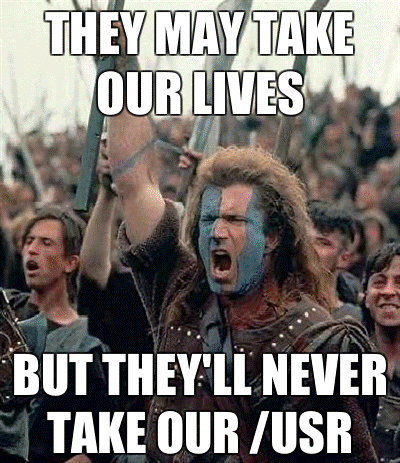 THEY MAY TAKE
OUR LIVES
BUT THEY'LL NEVER
TAKE OUR /USR